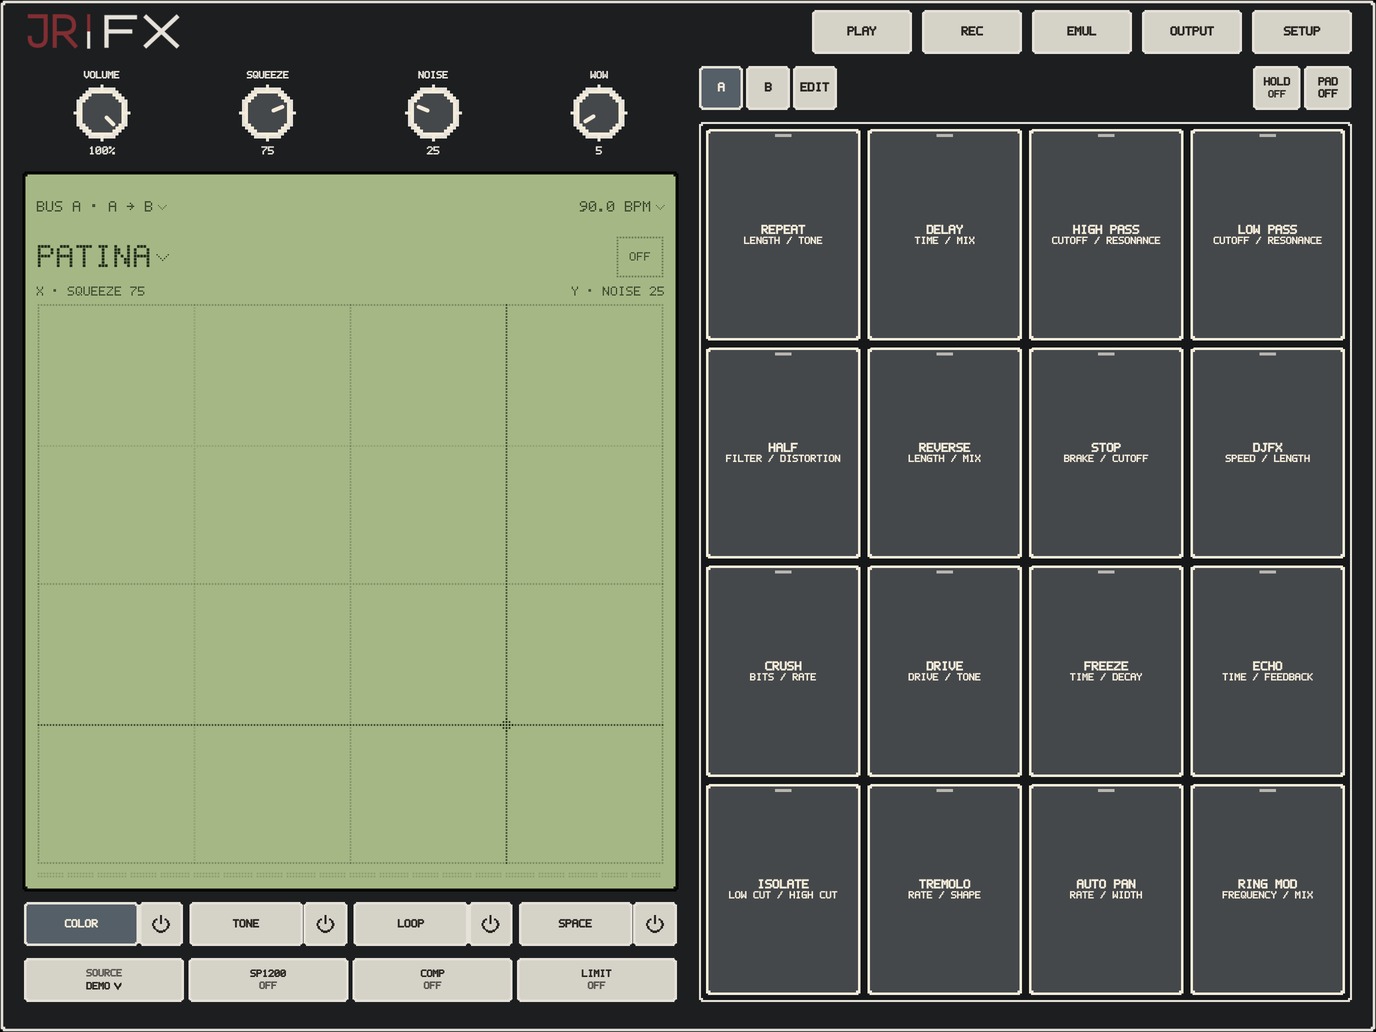 JR|FX
PLAY
REC
EMUL
OUTPUT
SETUP
VOLUME
SQUEEZE
NOISE
WOW
100%
75
25
5
A
B
EDIT
HOLD
OFF
PAD
OFF
BUS A · A → B
90.0 BPM
PATINA
OFF
X · SQUEEZE 75
Y · NOISE 25
REPEAT
LENGTH / TONE
DELAY
TIME / MIX
HIGH PASS
CUTOFF / RESONANCE
LOW PASS
CUTOFF / RESONANCE
HALF
FILTER / DISTORTION
REVERSE
LENGTH / MIX
STOP
BRAKE / CUTOFF
DJFX
SPEED / LENGTH
CRUSH
BITS / RATE
DRIVE
DRIVE / TONE
FREEZE
TIME / DECAY
ECHO
TIME / FEEDBACK
ISOLATE
LOW CUT / HIGH CUT
TREMOLO
RATE / SHAPE
AUTO PAN
RATE / WIDTH
RING MOD
FREQUENCY / MIX
COLOR
TONE
LOOP
SPACE
SOURCE
DEMO
SP1200
OFF
COMP
OFF
LIMIT
OFF